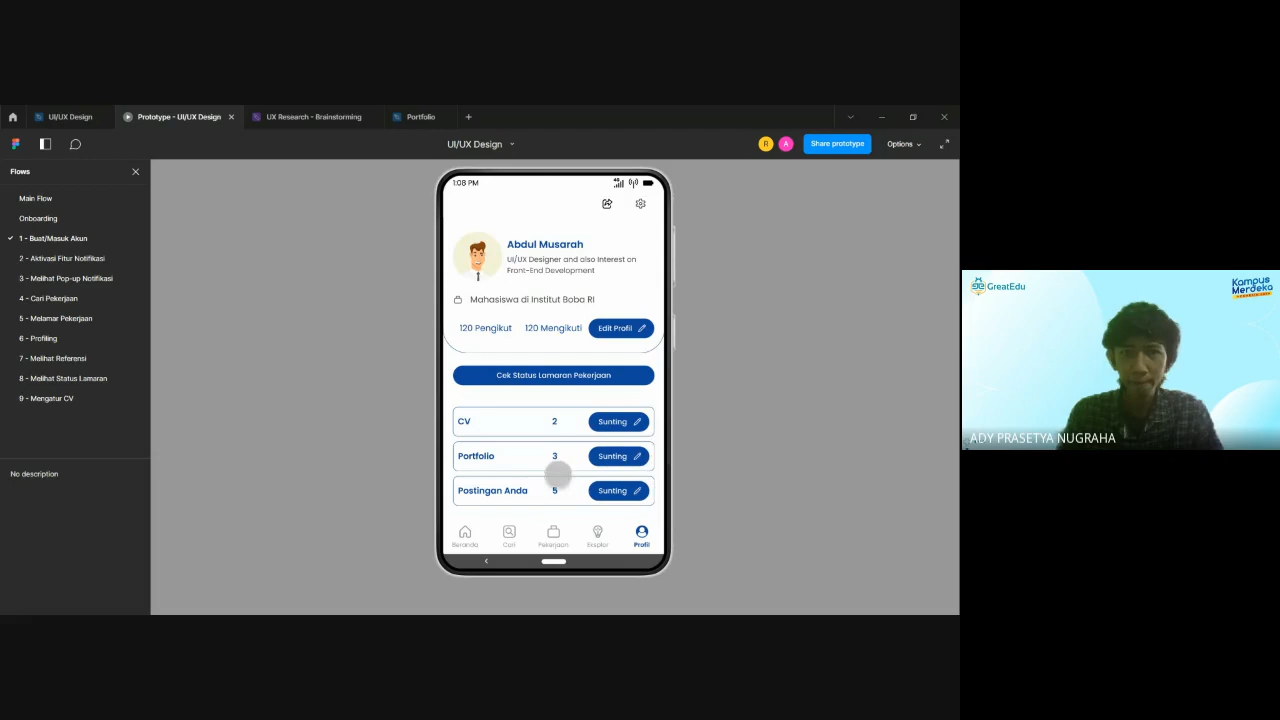 UI/UX Design
Prototype - UI/UX Design
UX Research - Brainstorming
Portfolio
UI/UX Design
R
A
Share prototype
Options
Flows
Main Flow
Onboarding
1 - Buat/Masuk Akun
2 - Aktivasi Fitur Notifikasi
3 - Melihat Pop-up Notifikasi
4 - Cari Pekerjaan
5 - Melamar Pekerjaan
6 - Profiling
7 - Melihat Referensi
8 - Melihat Status Lamaran
9 - Mengatur CV
No description
1:08 PM
4G
Abdul Musarah
UI/UX Designer and also Interest on
Front-End Development
Mahasiswa di Institut Boba RI
120 Pengikut 120 Mengikuti Edit Profil
Cek Status Lamaran Pekerjaan
CV 2 Sunting
Portfolio 3 Sunting
Postingan Anda 5 Sunting
Beranda Cari Pekerjaan Eksplor Profil
GreatEdu
Kampus
Merdeka
ADY PRASETYA NUGRAHA